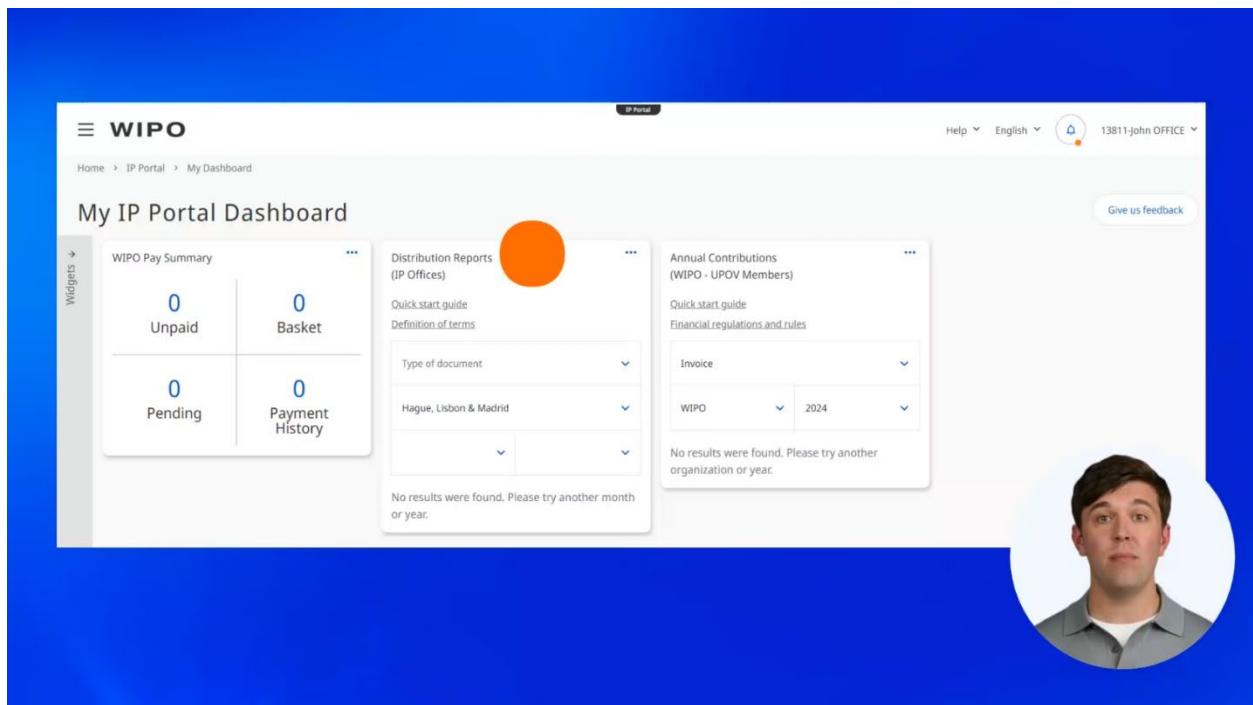 IP Portal
WIPO
Help
English
13811-John OFFICE
Home > IP Portal > My Dashboard
My IP Portal Dashboard
Give us feedback
Widgets
WIPO Pay Summary
0
Unpaid
0
Basket
0
Pending
0
Payment
History
Distribution Reports
(IP Offices)
Quick start guide
Definition of terms
Type of document
Hague, Lisbon & Madrid
No results were found. Please try another month
or year.
Annual Contributions
(WIPO - UPOV Members)
Quick start guide
Financial regulations and rules
Invoice
WIPO
2024
No results were found. Please try another
organization or year.